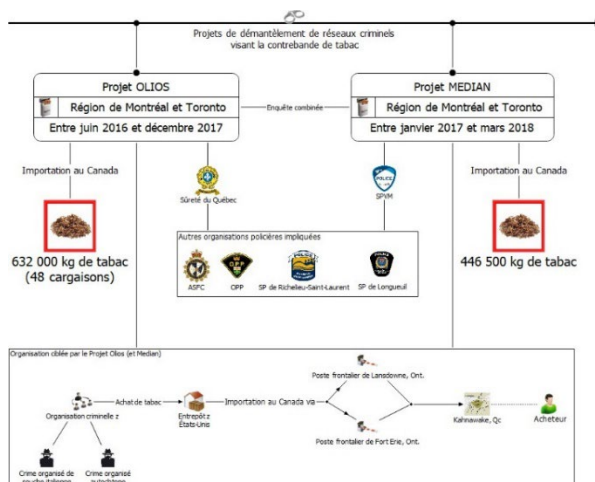 Projets de démantèlement de réseaux criminels
visant la contrebande de tabac
Projet OLIOS
Région de Montréal et Toronto
Entre juin 2016 et décembre 2017
Enquête combinée
Projet MEDIAN
Région de Montréal et Toronto
Entre janvier 2017 et mars 2018
Importation au Canada
Sûreté du Québec
SPVM
Importation au Canada
632 000 kg de tabac
(48 cargaisons)
Autres organisations policières impliquées
ASFC
OPP
SP de Richelieu-Saint-Laurent
SP de Longueuil
446 500 kg de tabac
Organisation ciblée par le Projet Olios (et Median)
Poste frontalier de Lansdowne, Ont.
Organisation criminelle z
Achat de tabac
Entrepôt z
États-Unis
Importation au Canada via
Kahnawake, Qc
Acheteur
Poste frontalier de Fort Erie, Ont.
Crime organisé de
souche italienne
Crime organisé
autochtone